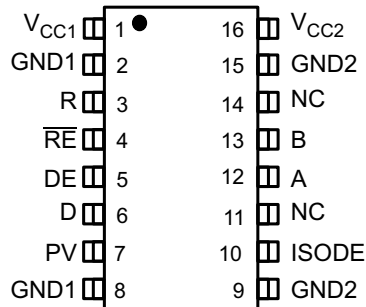 VCC1 1 16 VCC2
GND1 2 15 GND2
R 3 14 NC
RE 4 13 B
DE 5 12 A
D 6 11 NC
PV 7 10 ISODE
GND1 8 9 GND2